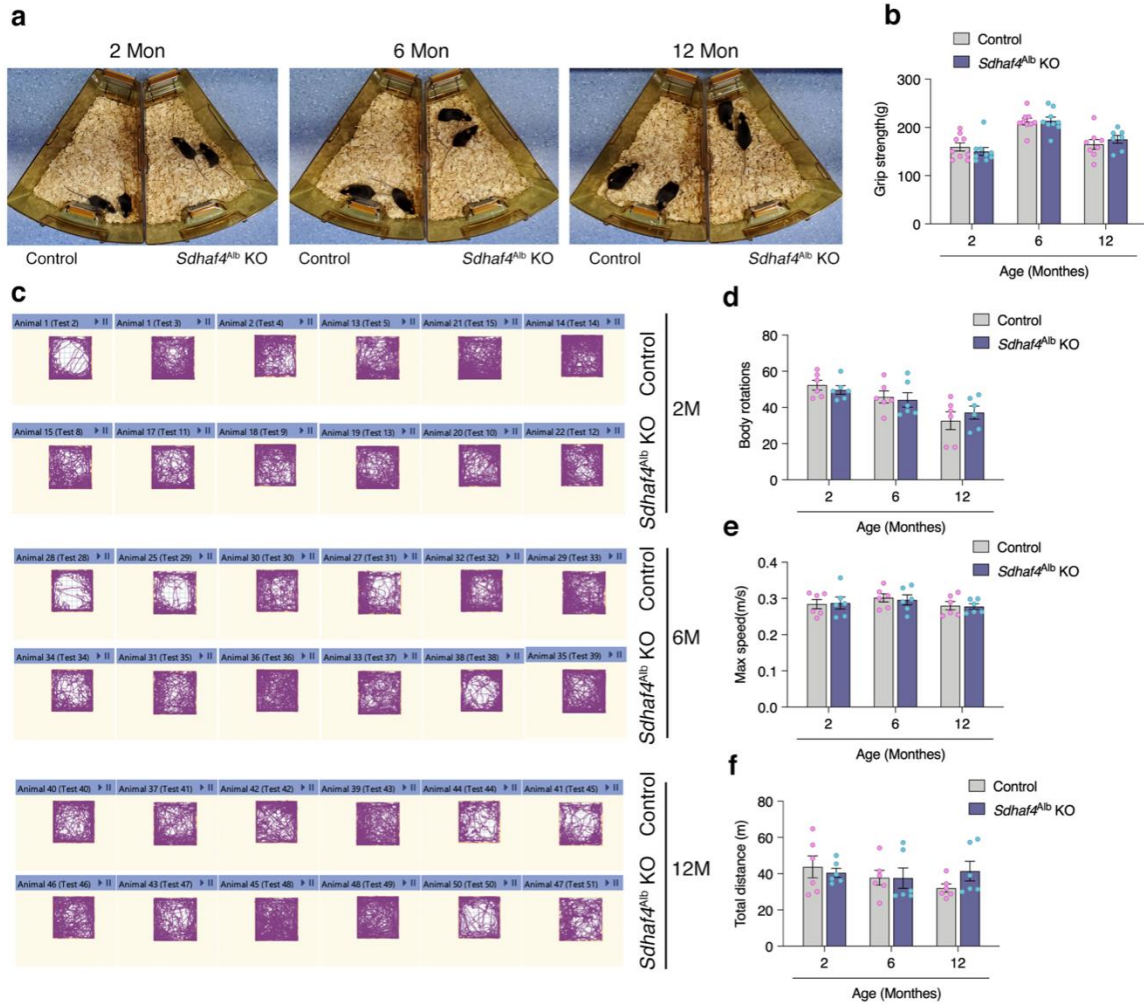 a
2 Mon
6 Mon
12 Mon
Control
Sdhaf4Alb KO
Control
Sdhaf4Alb KO
Control
Sdhaf4Alb KO
b
Control
Sdhaf4Alb KO
Grip strength(g)
300
200
100
0
2
6
12
Age (Monthes)
c
Animal 1 (Test 2)
Animal 1 (Test 3)
Animal 2 (Test 4)
Animal 13 (Test 5)
Animal 21 (Test 15)
Animal 14 (Test 14)
Control
Animal 15 (Test 8)
Animal 17 (Test 11)
Animal 18 (Test 9)
Animal 19 (Test 13)
Animal 20 (Test 10)
Animal 22 (Test 12)
Sdhaf4Alb KO
2M
Animal 28 (Test 28)
Animal 25 (Test 29)
Animal 30 (Test 30)
Animal 27 (Test 31)
Animal 32 (Test 32)
Animal 29 (Test 33)
Control
Animal 34 (Test 34)
Animal 31 (Test 35)
Animal 36 (Test 36)
Animal 33 (Test 37)
Animal 38 (Test 38)
Animal 35 (Test 39)
Sdhaf4Alb KO
6M
Animal 40 (Test 40)
Animal 37 (Test 41)
Animal 42 (Test 42)
Animal 39 (Test 43)
Animal 44 (Test 44)
Animal 41 (Test 45)
Control
Animal 46 (Test 46)
Animal 43 (Test 47)
Animal 45 (Test 48)
Animal 48 (Test 49)
Animal 50 (Test 50)
Animal 47 (Test 51)
Sdhaf4Alb KO
12M
d
Control
Sdhaf4Alb KO
Body rotations
80
60
40
20
0
2
6
12
Age (Monthes)
e
Control
Sdhaf4Alb KO
Max speed(m/s)
0.4
0.3
0.2
0.1
0.0
2
6
12
Age (Monthes)
f
Control
Sdhaf4Alb KO
Total distance (m)
80
60
40
20
0
2
6
12
Age (Monthes)